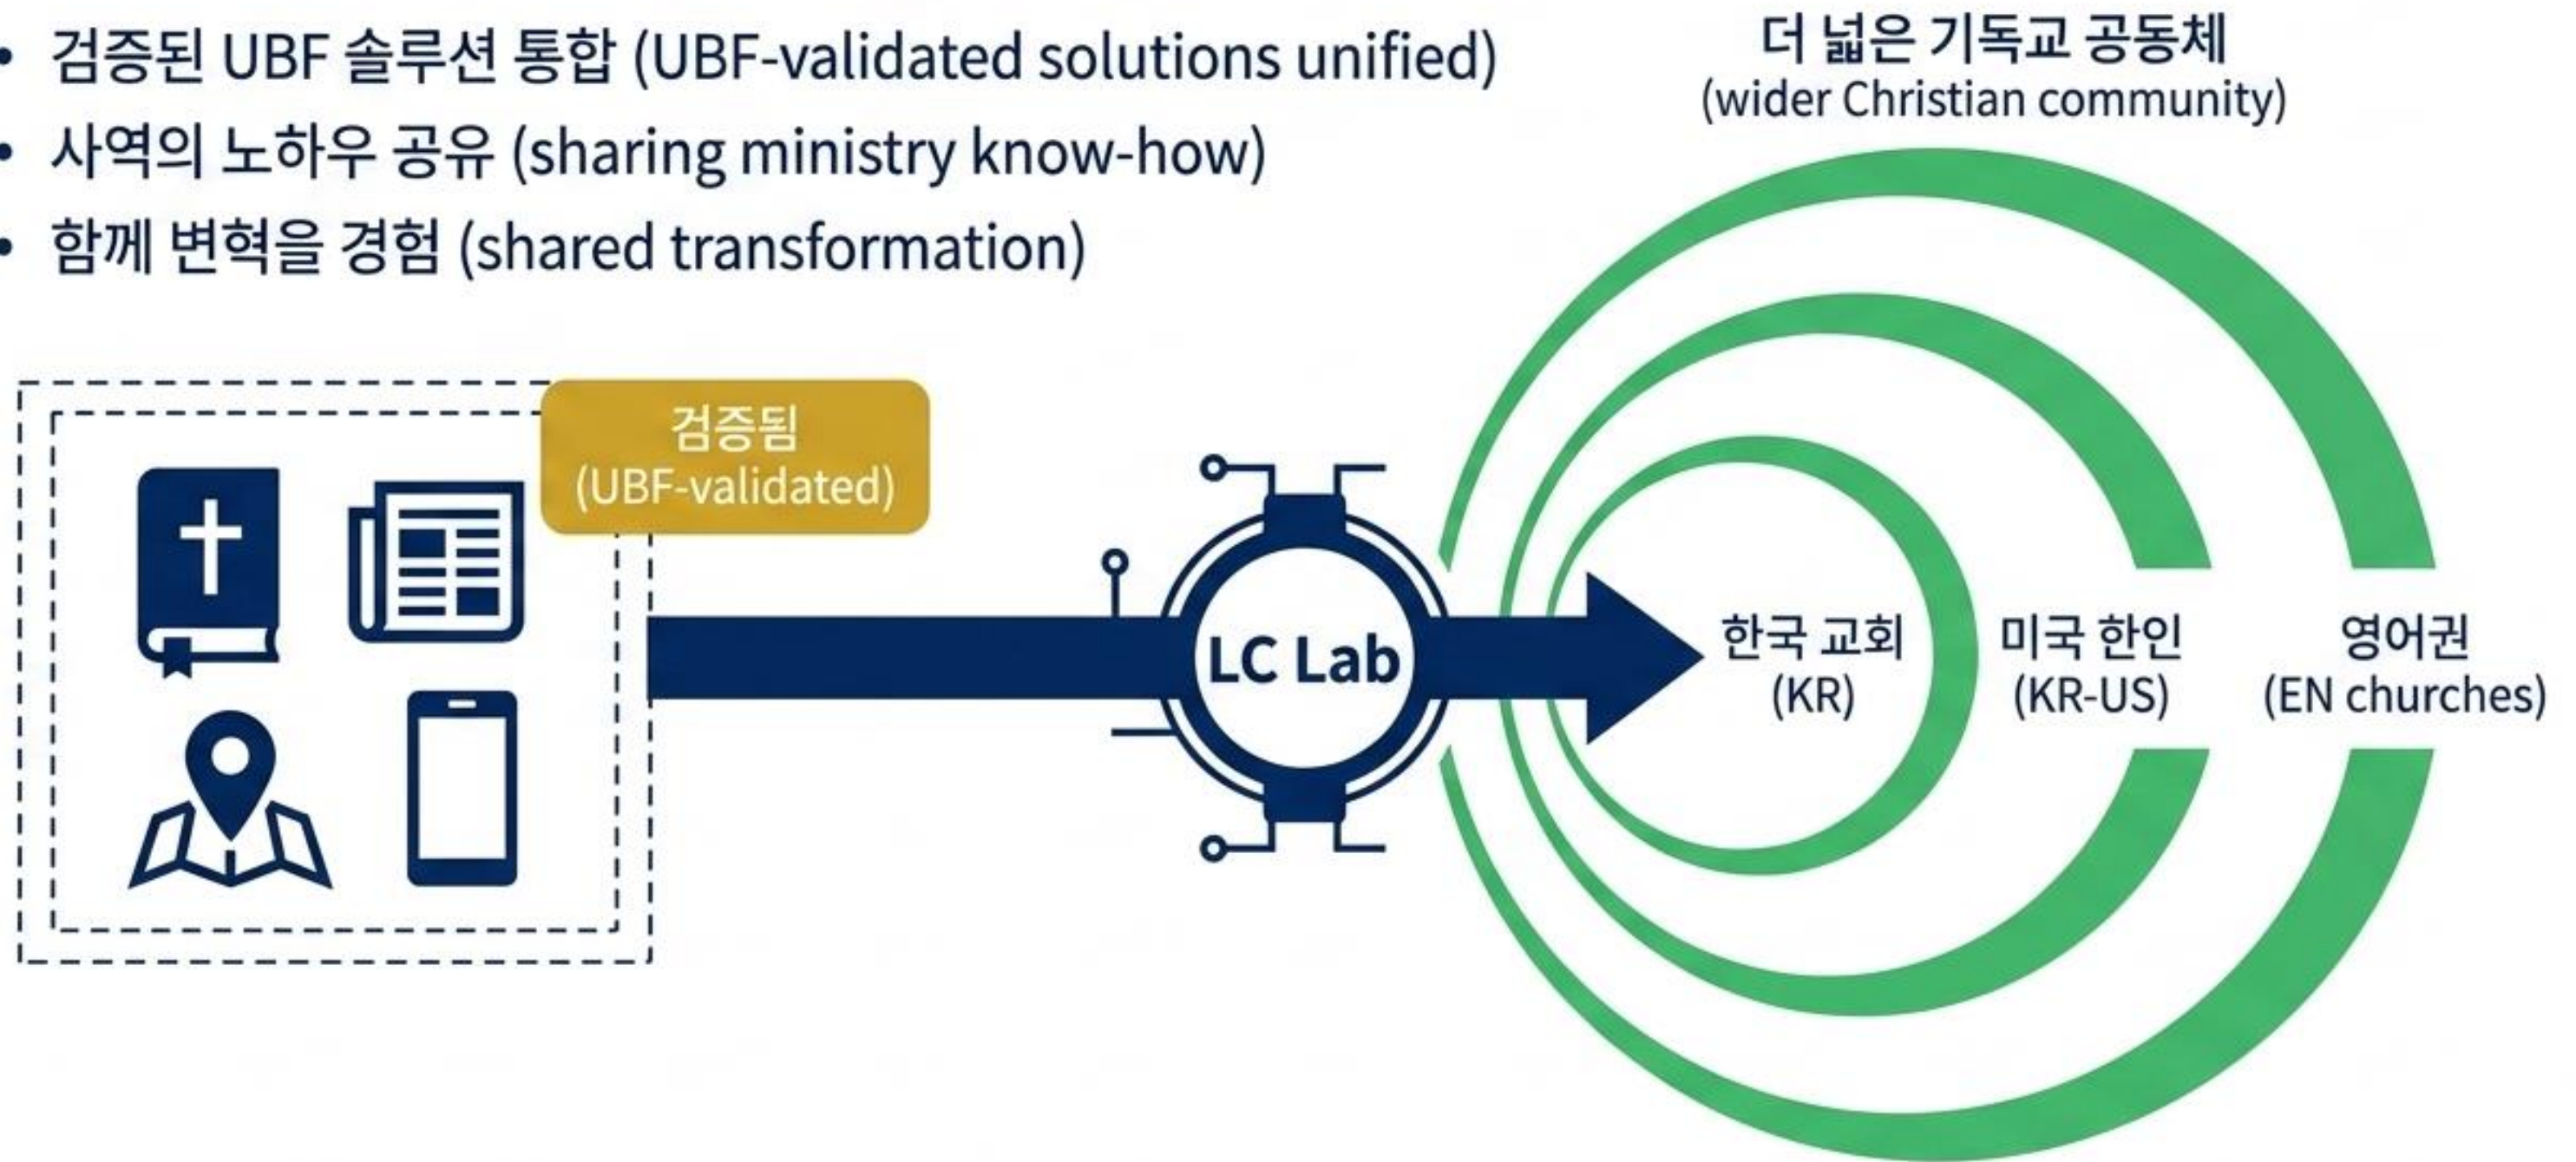 • 검증된 UBF 솔루션 통합 (UBF-validated solutions unified)
• 사역의 노하우 공유 (sharing ministry know-how)
• 함께 변혁을 경험 (shared transformation)
더 넓은 기독교 공동체
(wider Christian community)
검증됨
(UBF-validated)
LC Lab
한국 교회
(KR)
미국 한인
(KR-US)
영어권
(EN churches)